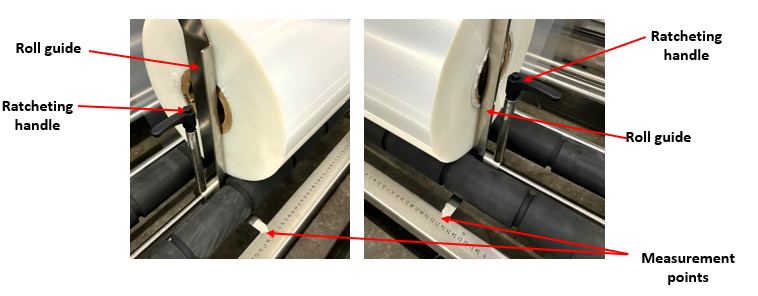 Roll guide
Ratcheting
handle
Ratcheting
handle
Roll guide
Measurement
points